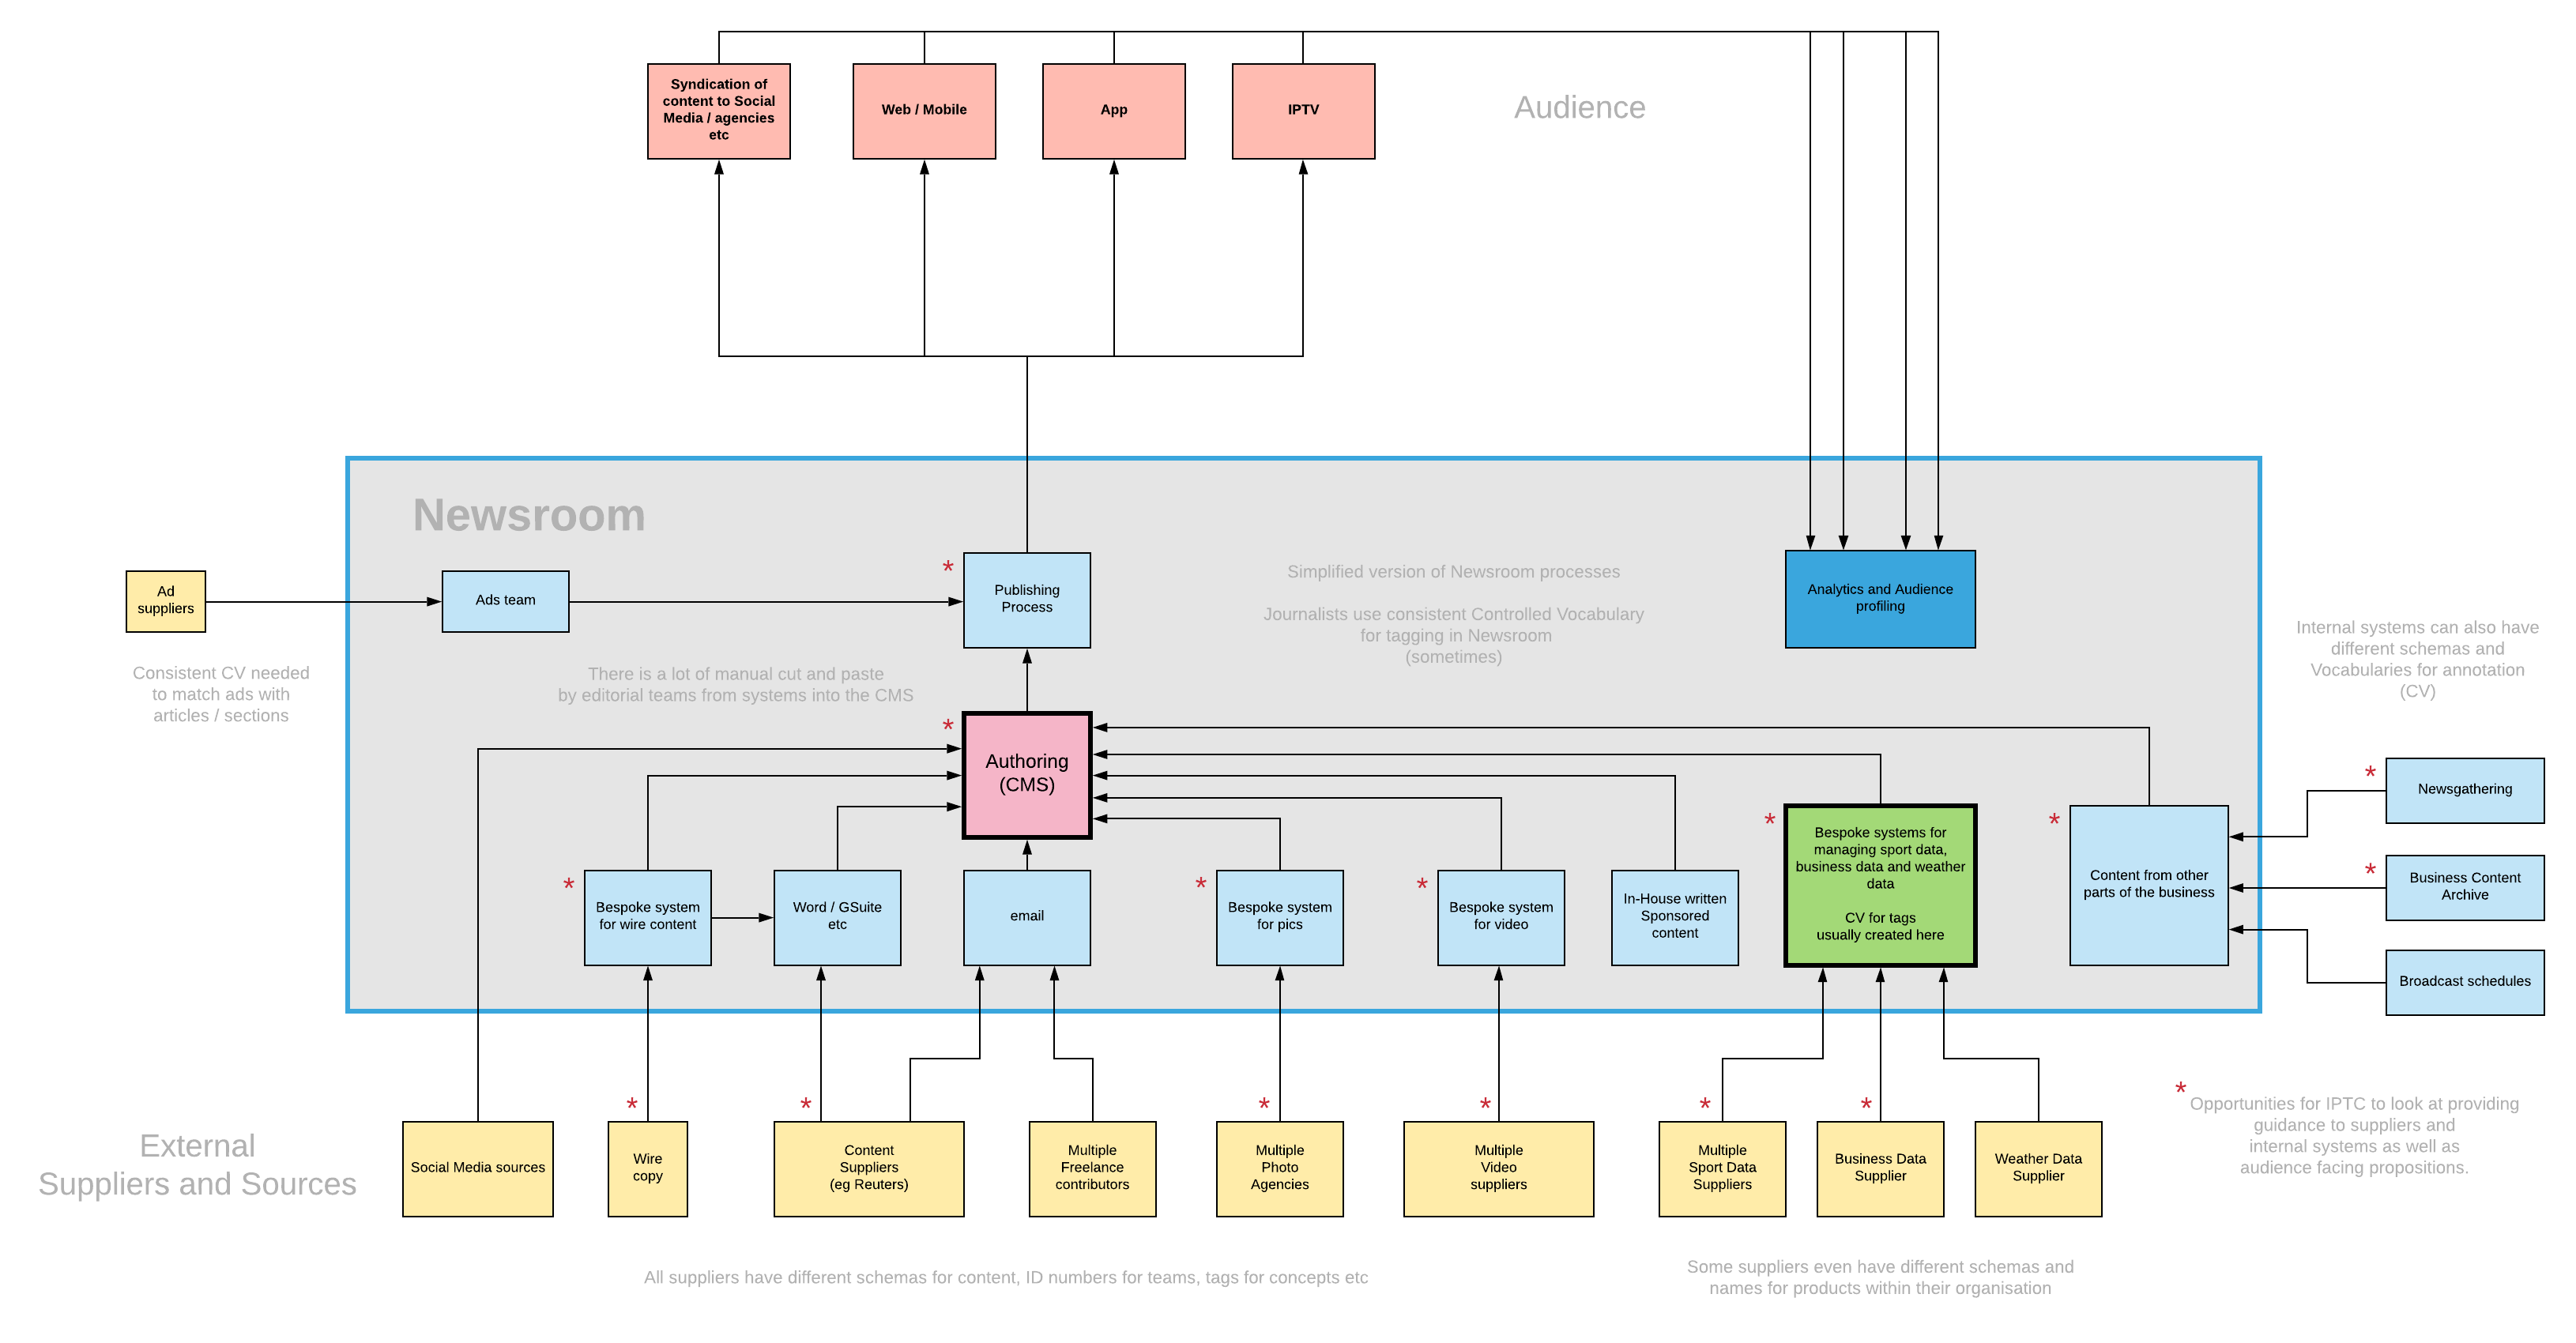 Syndication of
content to Social
Media / agencies
etc
Web / Mobile
App
IPTV
Audience
Newsroom
Ad
suppliers
Ads team
*
Publishing
Process
Simplified version of Newsroom processes
Journalists use consistent Controlled Vocabulary
for tagging in Newsroom
(sometimes)
Analytics and Audience
profiling
Consistent CV needed
to match ads with
articles / sections
There is a lot of manual cut and paste
by editorial teams from systems into the CMS
Internal systems can also have
different schemas and
Vocabularies for annotation
(CV)
*
Authoring
(CMS)
*
Newsgathering
*
Business Content
Archive
Broadcast schedules
*
Bespoke system
for wire content
Word / GSuite
etc
email
*
Bespoke system
for pics
*
Bespoke system
for video
In-House written
Sponsored
content
*
Bespoke systems for
managing sport data,
business data and weather
data
CV for tags
usually created here
*
Content from other
parts of the business
External
Suppliers and Sources
Social Media sources
*
Wire
copy
*
Content
Suppliers
(eg Reuters)
Multiple
Freelance
contributors
*
Multiple
Photo
Agencies
*
Multiple
Video
suppliers
*
Multiple
Sport Data
Suppliers
*
Business Data
Supplier
Weather Data
Supplier
*
Opportunities for IPTC to look at providing
guidance to suppliers and
internal systems as well as
audience facing propositions.
All suppliers have different schemas for content, ID numbers for teams, tags for concepts etc
Some suppliers even have different schemas and
names for products within their organisation